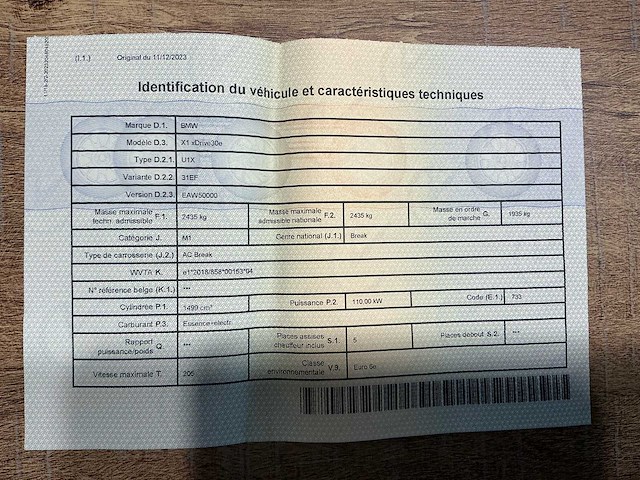 (I.1.) Original du 11/12/2023
Identification du véhicule et caractéristiques techniques
Marque D.1. BMW
Modèle D.3. X1 xDrive30e
Type D.2.1. U1X
Variante D.2.2. 31EF
Version D.2.3. EAW50000
Masse maximale techn. admissible F.1. 2435 kg Masse maximale admissible nationale F.2. 2435 kg Masse en ordre de marche G. 1935 kg
Catégorie J. M1 Genre national (J.1.) Break
Type de carrosserie (J.2.) AC Break
WVTA K. e1*2018/858*00153*04
N° référence belge (K.1.) ***
Cylindrée P.1. 1499 cm³ Puissance P.2. 110,00 kW Code (E.1.) 733
Carburant P.3. Essence+electr.
Rapport puissance/poids Q. *** Places assises chauffeur inclus S.1. 5 Places debout S.2. ***
Vitesse maximale T. 205 Classe environnementale V.9. Euro 6e